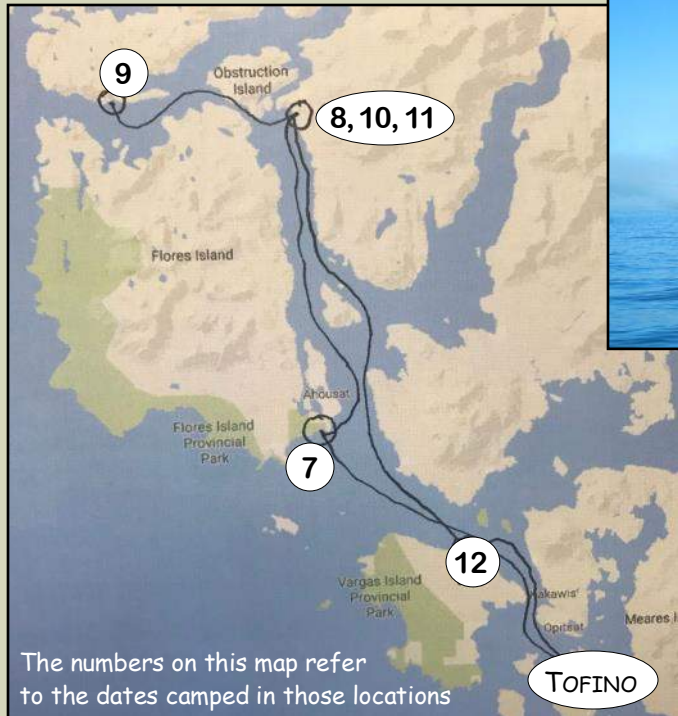 9
Obstruction
Island
8, 10, 11
Flores Island
Ahousat
Flores Island
Provincial
Park
7
12
Vargas Island
Provincial
Park
Kakawis'
Opitsat
Meares I
TOFINO
The numbers on this map refer
to the dates camped in those locations